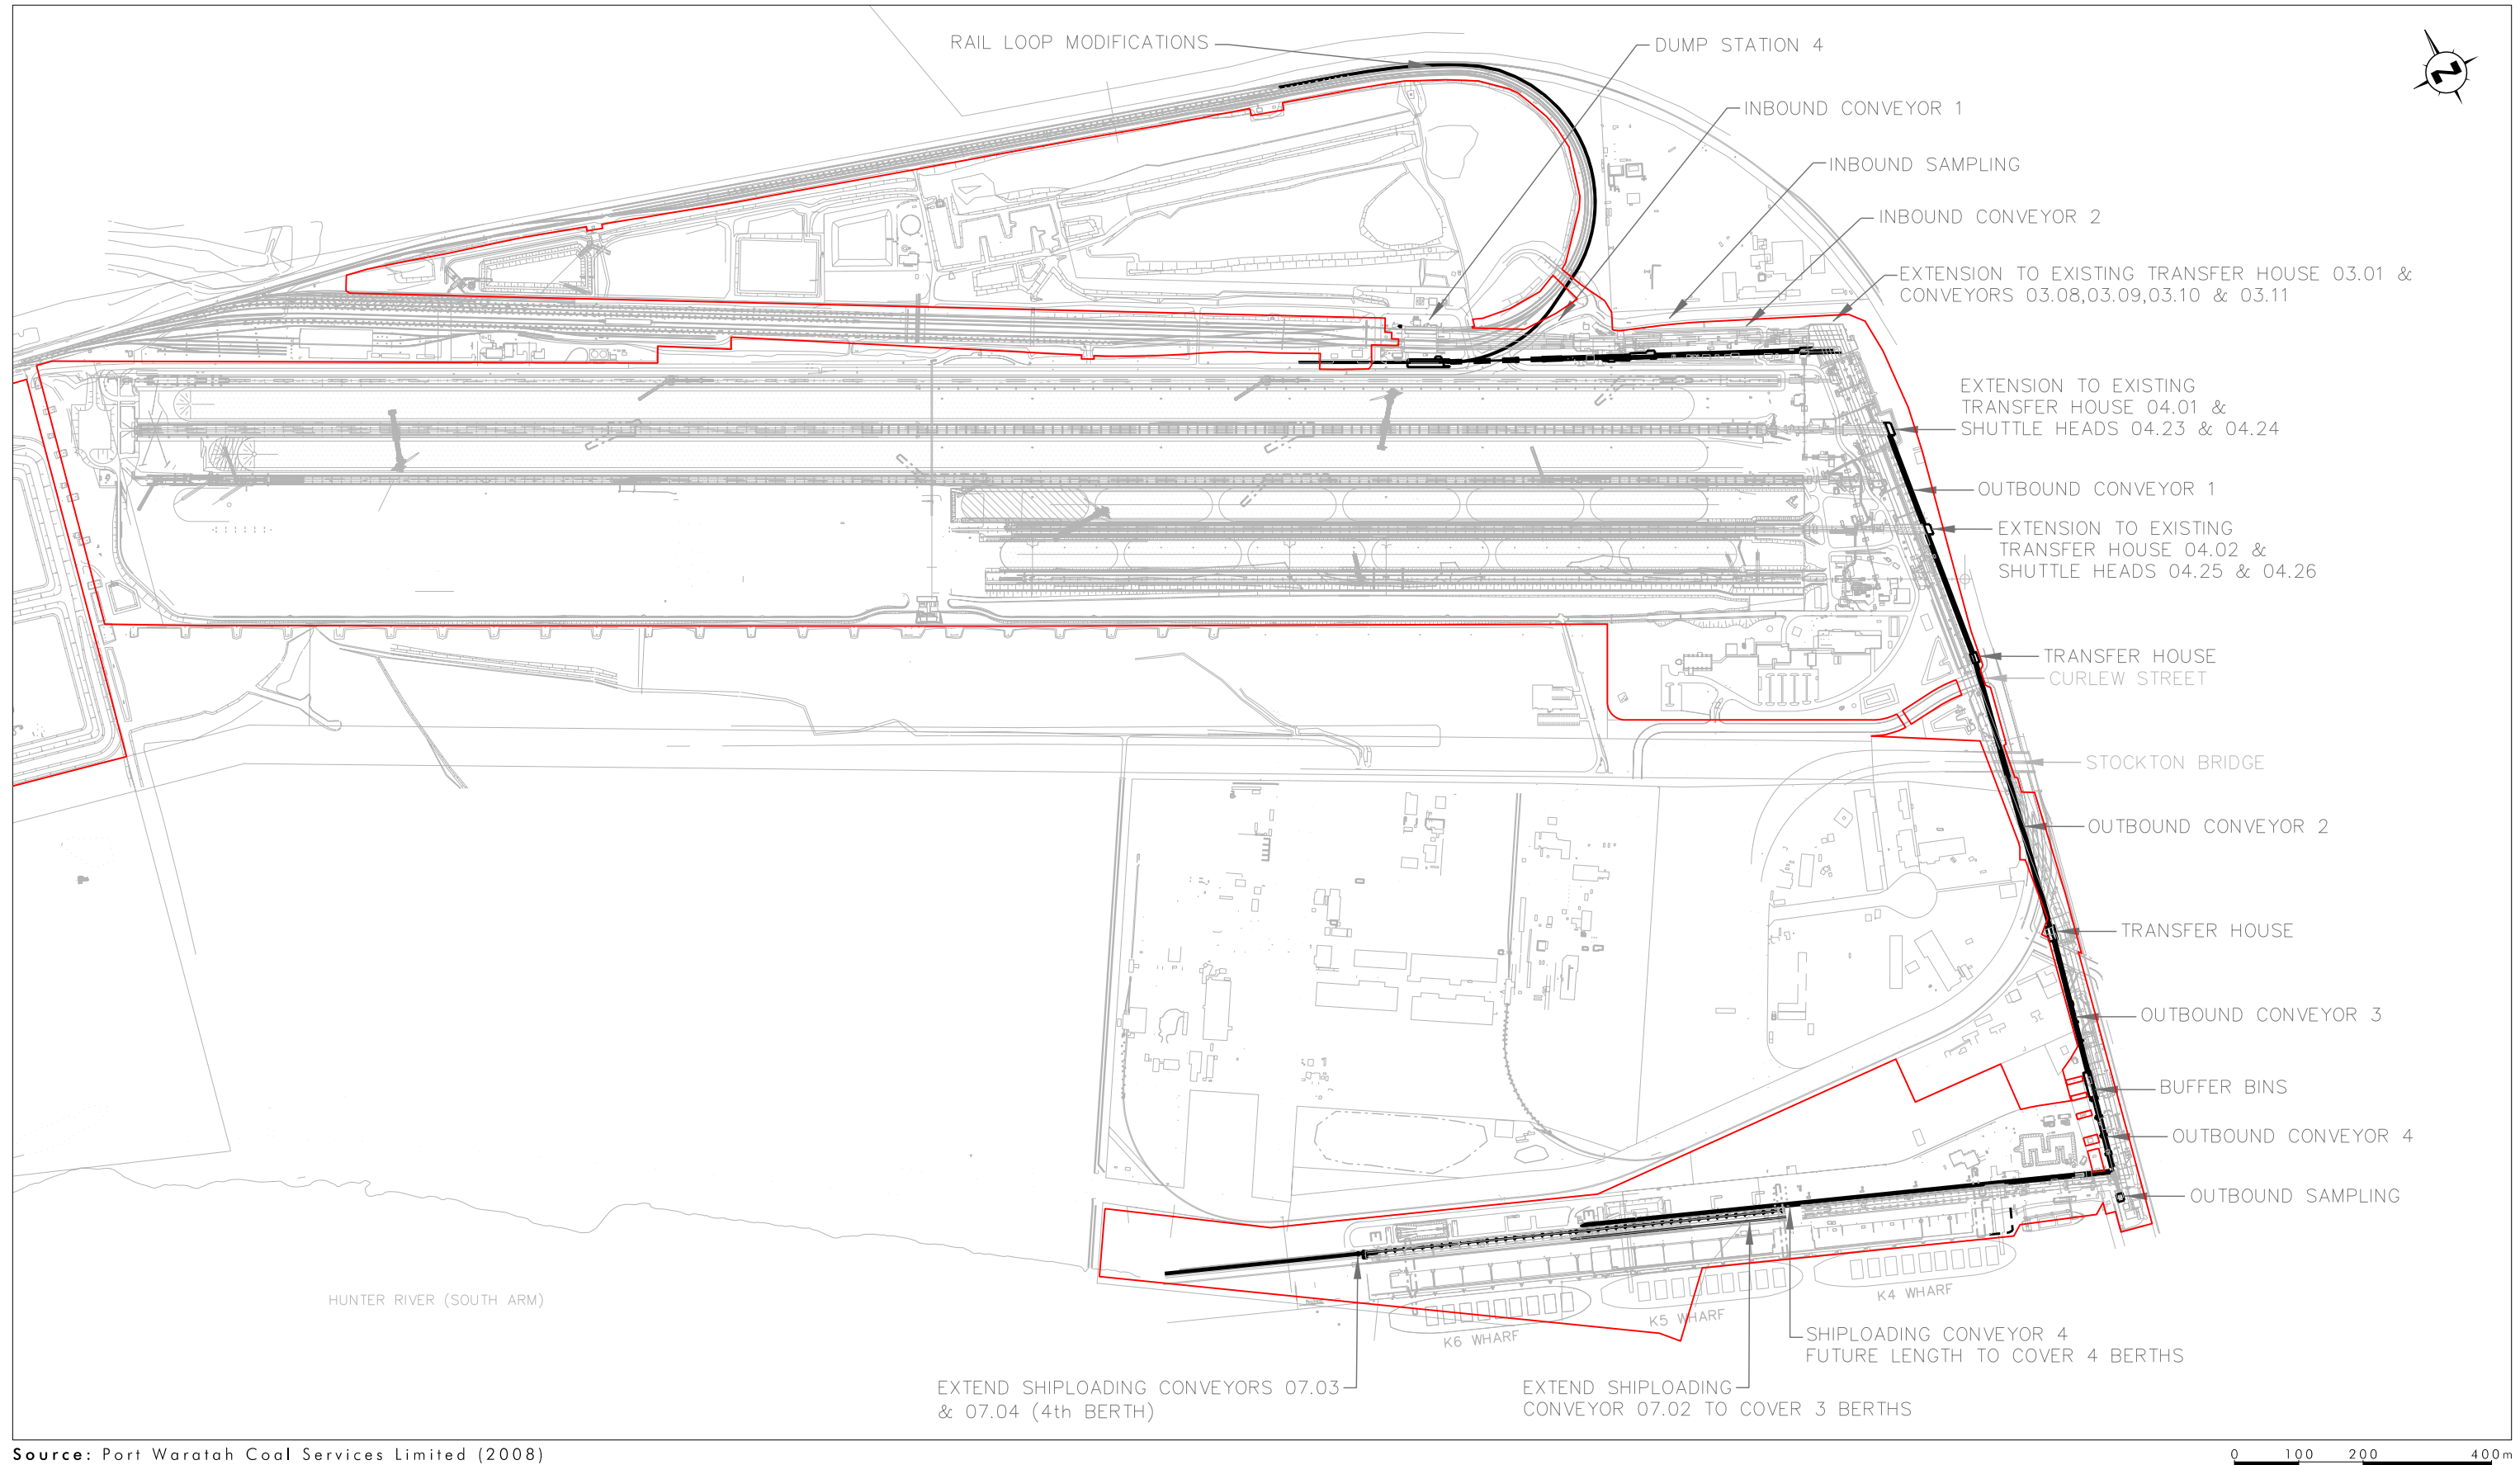 RAIL LOOP MODIFICATIONS
DUMP STATION 4
N
INBOUND CONVEYOR 1
INBOUND SAMPLING
INBOUND CONVEYOR 2
EXTENSION TO EXISTING TRANSFER HOUSE 03.01 &
CONVEYORS 03.08,03.09,03.10 & 03.11
EXTENSION TO EXISTING
TRANSFER HOUSE 04.01 &
SHUTTLE HEADS 04.23 & 04.24
OUTBOUND CONVEYOR 1
EXTENSION TO EXISTING
TRANSFER HOUSE 04.02 &
SHUTTLE HEADS 04.25 & 04.26
TRANSFER HOUSE
CURLEW STREET
STOCKTON BRIDGE
OUTBOUND CONVEYOR 2
TRANSFER HOUSE
OUTBOUND CONVEYOR 3
BUFFER BINS
OUTBOUND CONVEYOR 4
OUTBOUND SAMPLING
HUNTER RIVER (SOUTH ARM)
K4 WHARF
K5 WHARF
K6 WHARF
SHIPLOADING CONVEYOR 4
FUTURE LENGTH TO COVER 4 BERTHS
EXTEND SHIPLOADING CONVEYORS 07.03
& 07.04 (4th BERTH)
EXTEND SHIPLOADING
CONVEYOR 07.02 TO COVER 3 BERTHS
Source: Port Waratah Coal Services Limited (2008)
0 100 200 400m